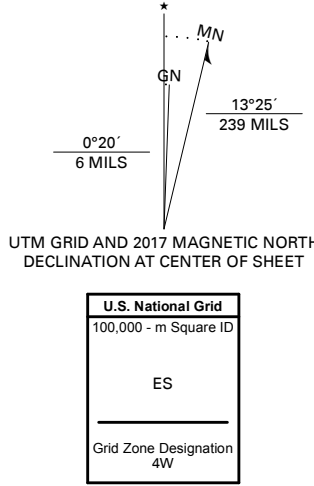 ★
MN
GN
0°20´
6 MILS
13°25´
239 MILS
UTM GRID AND 2017 MAGNETIC NORTH
DECLINATION AT CENTER OF SHEET
U.S. National Grid
100,000 - m Square ID
ES
Grid Zone Designation
4W